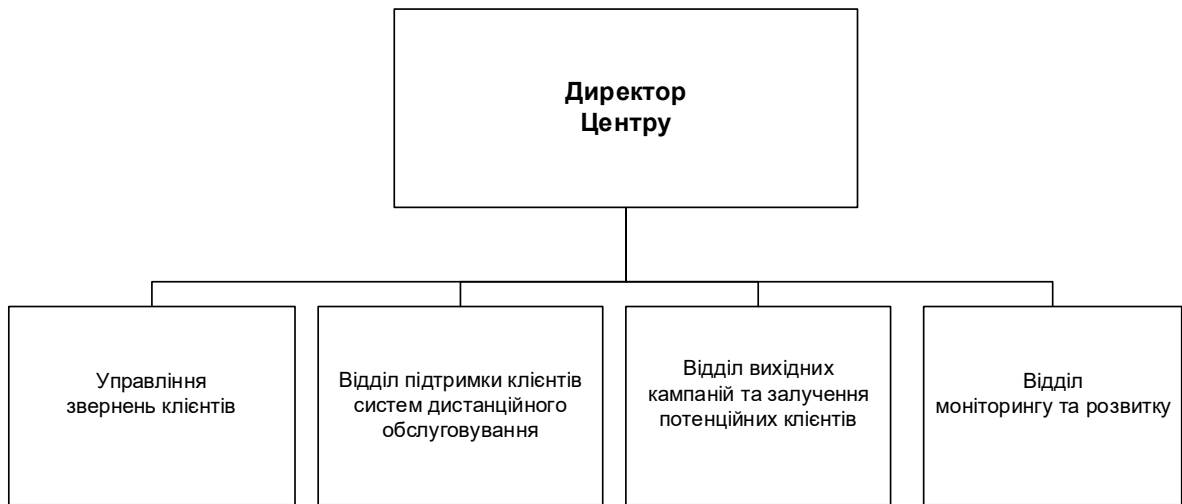 Директор
Центру
Управління
звернень клієнтів
Відділ підтримки клієнтів
систем дистанційного
обслуговування
Відділ вихідних
кампаній та залучення
потенційних клієнтів
Відділ
моніторингу та розвитку